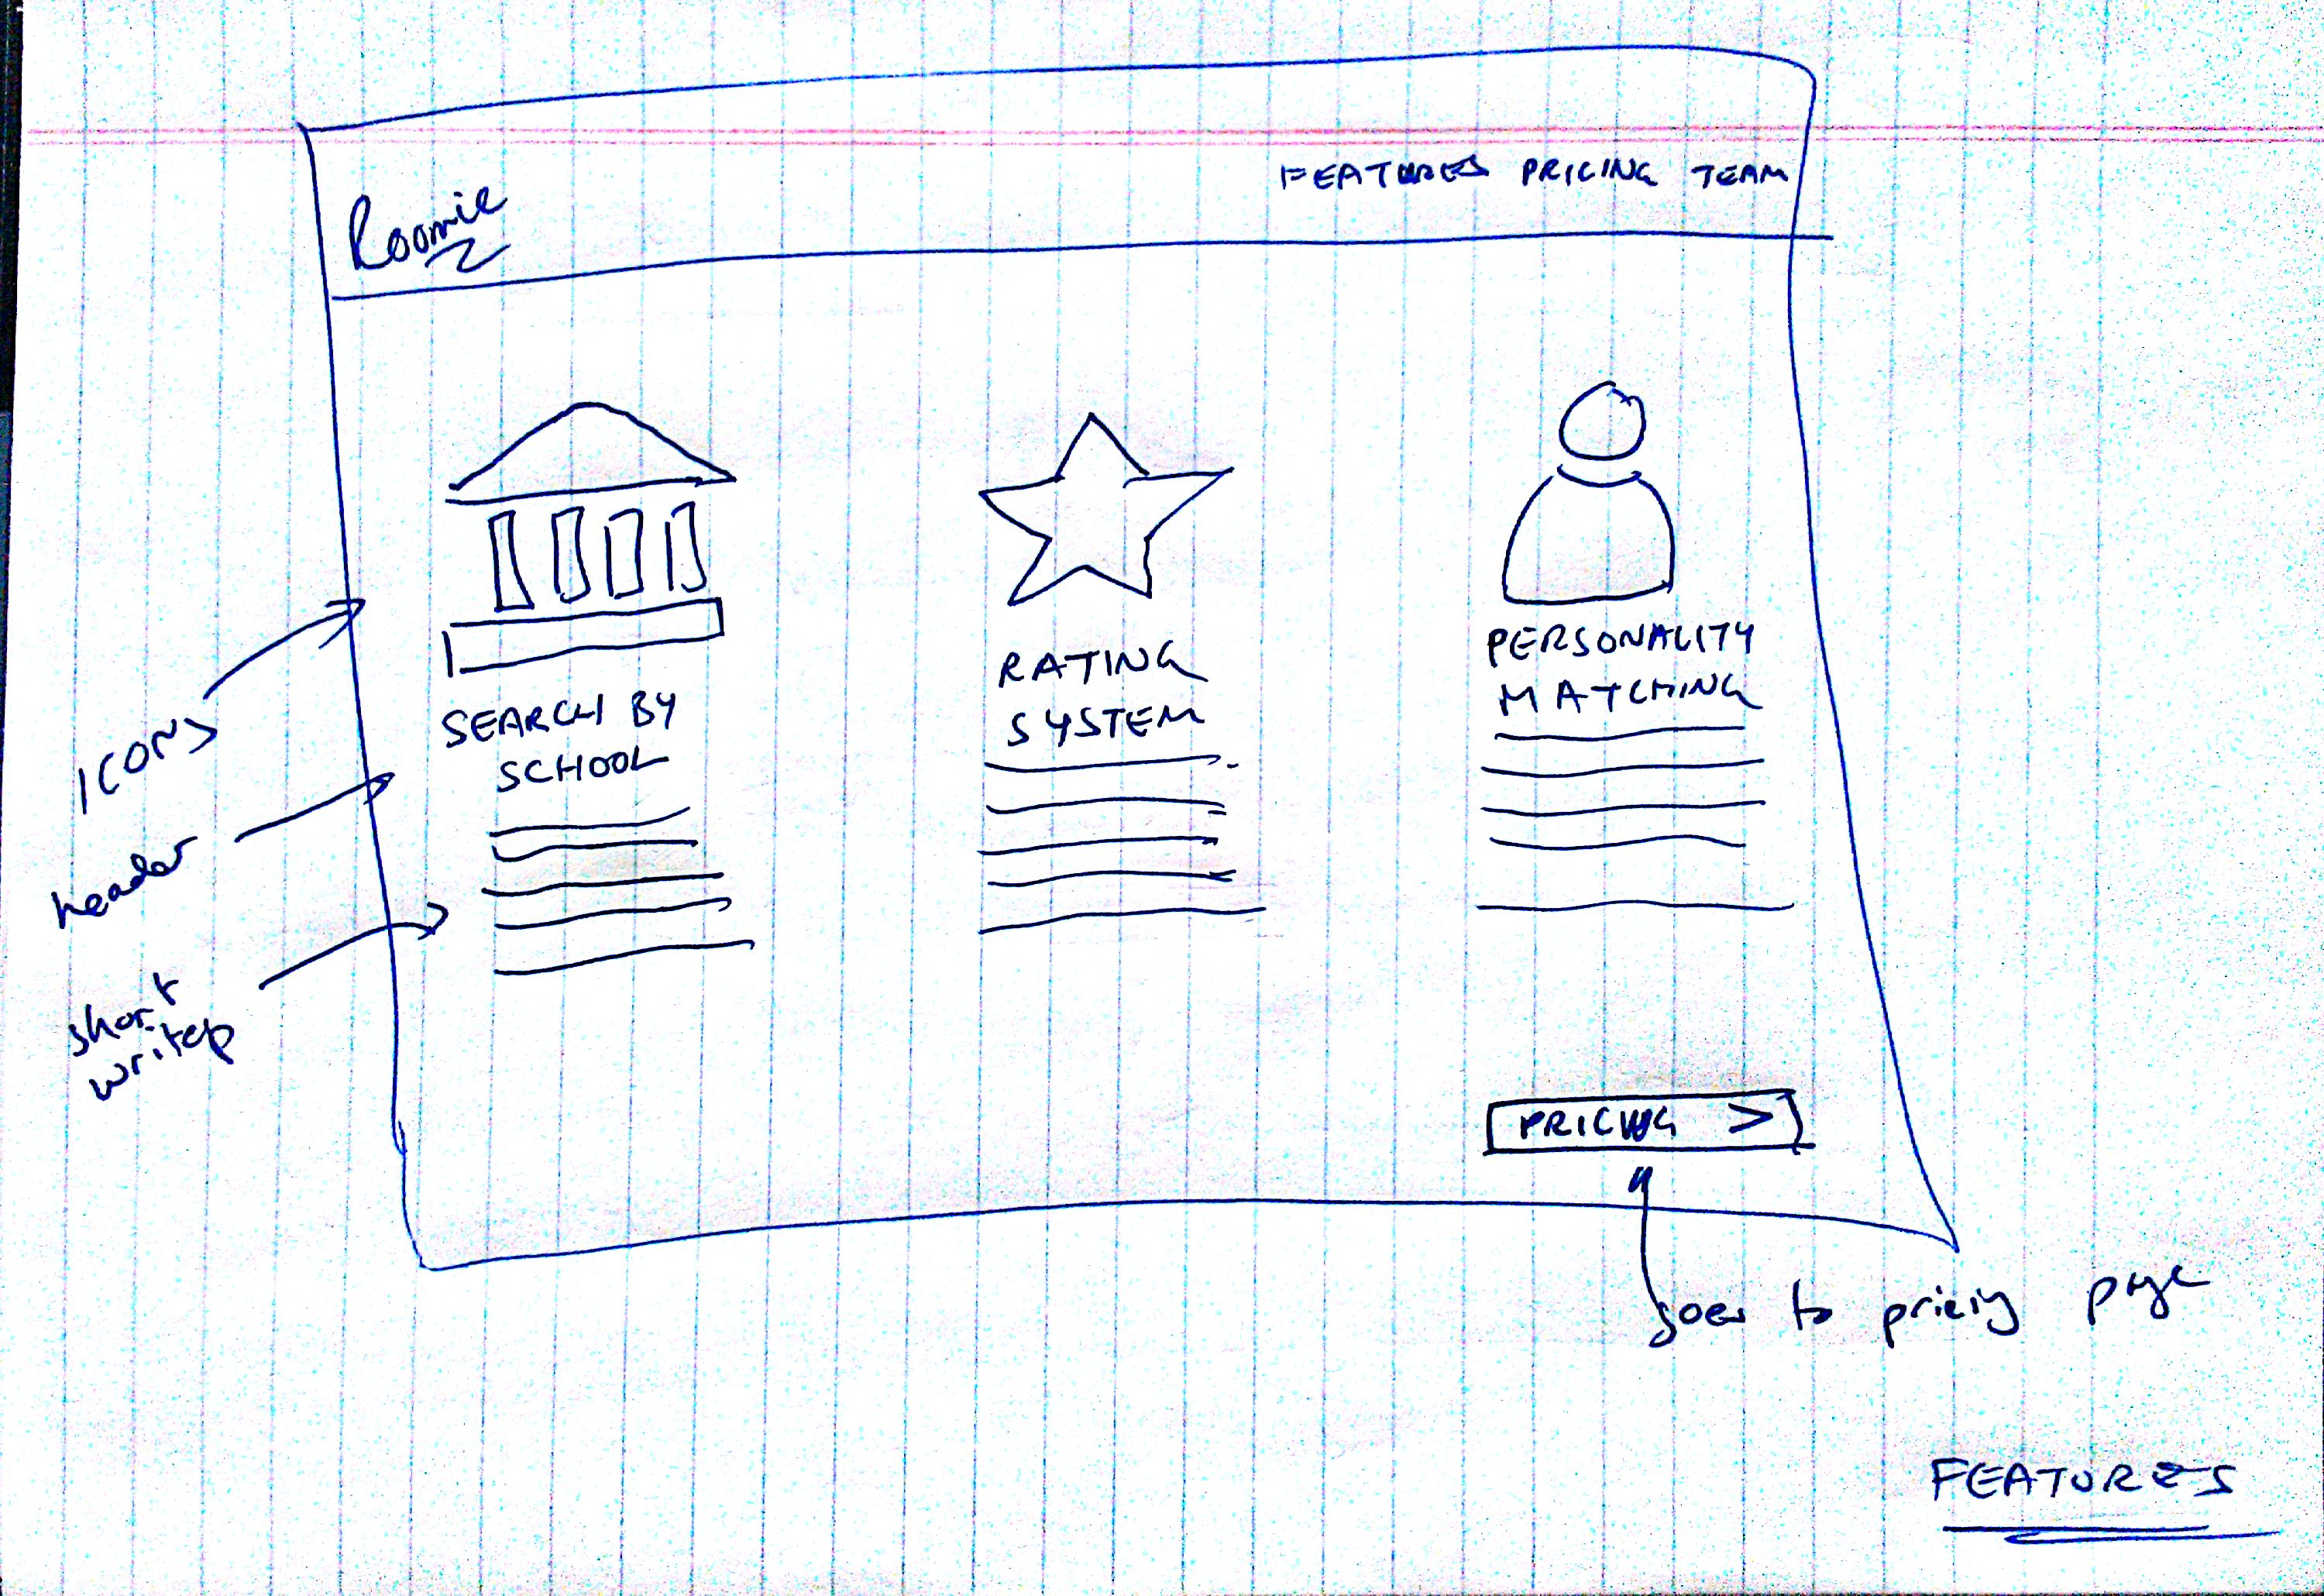 Roomie
FEATURES PRICING TEAM
SEARCH BY
SCHOOL
RATING
SYSTEM
PERSONALITY
MATCHING
ICONS
header
short
writep
PRICING >
goes to pricing page
FEATURES